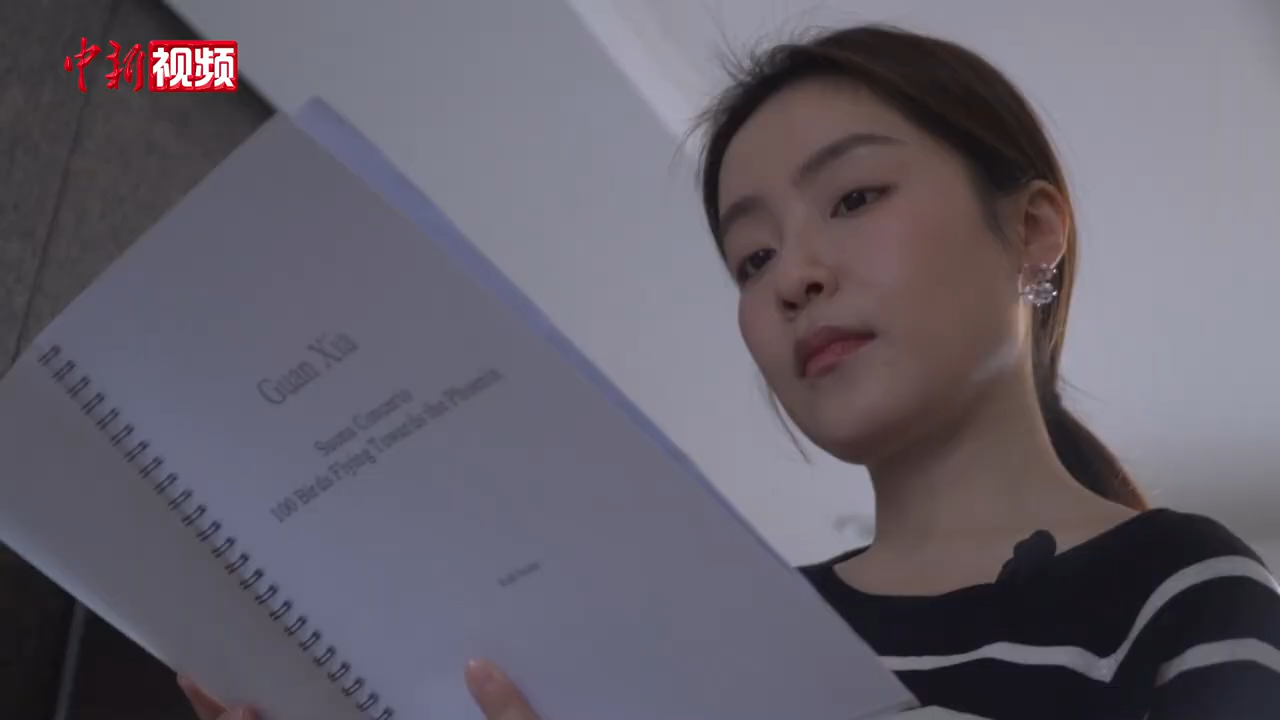 中新视频
Guan Xia
Suona Concerto
100 Birds Flying Towards the Phoenix